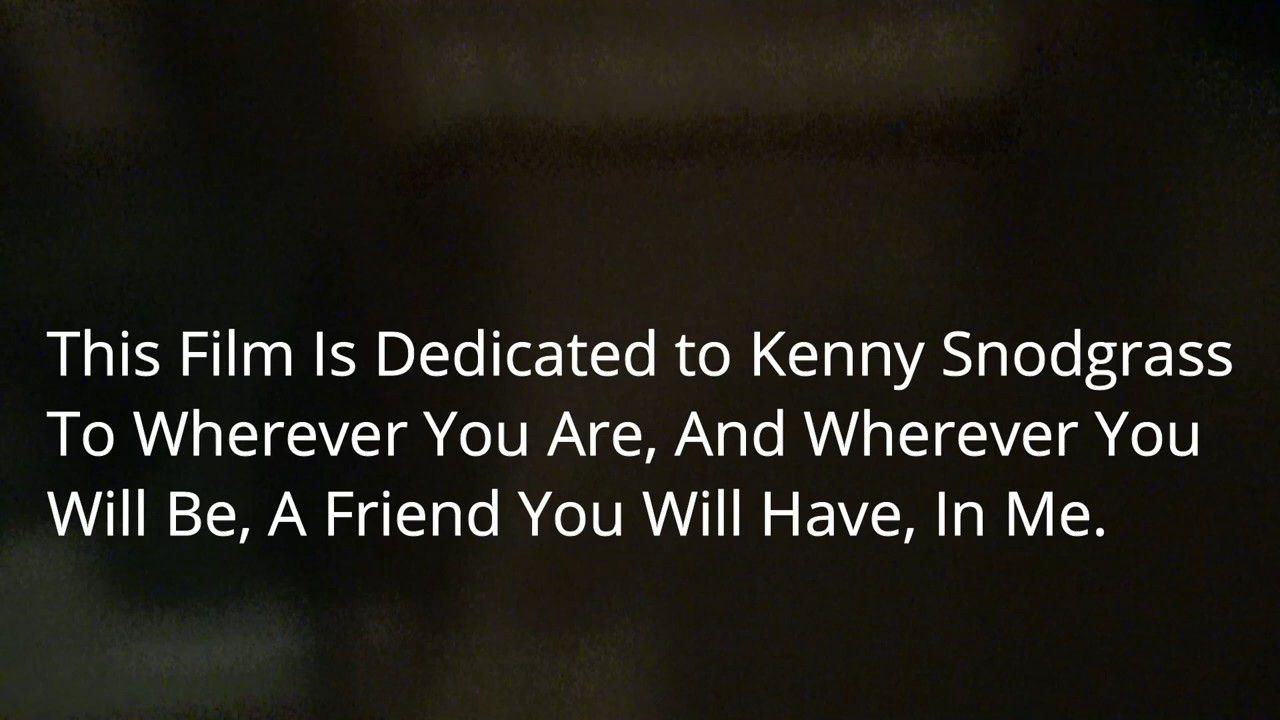 This Film Is Dedicated to Kenny Snodgrass
To Wherever You Are, And Wherever You
Will Be, A Friend You Will Have, In Me.